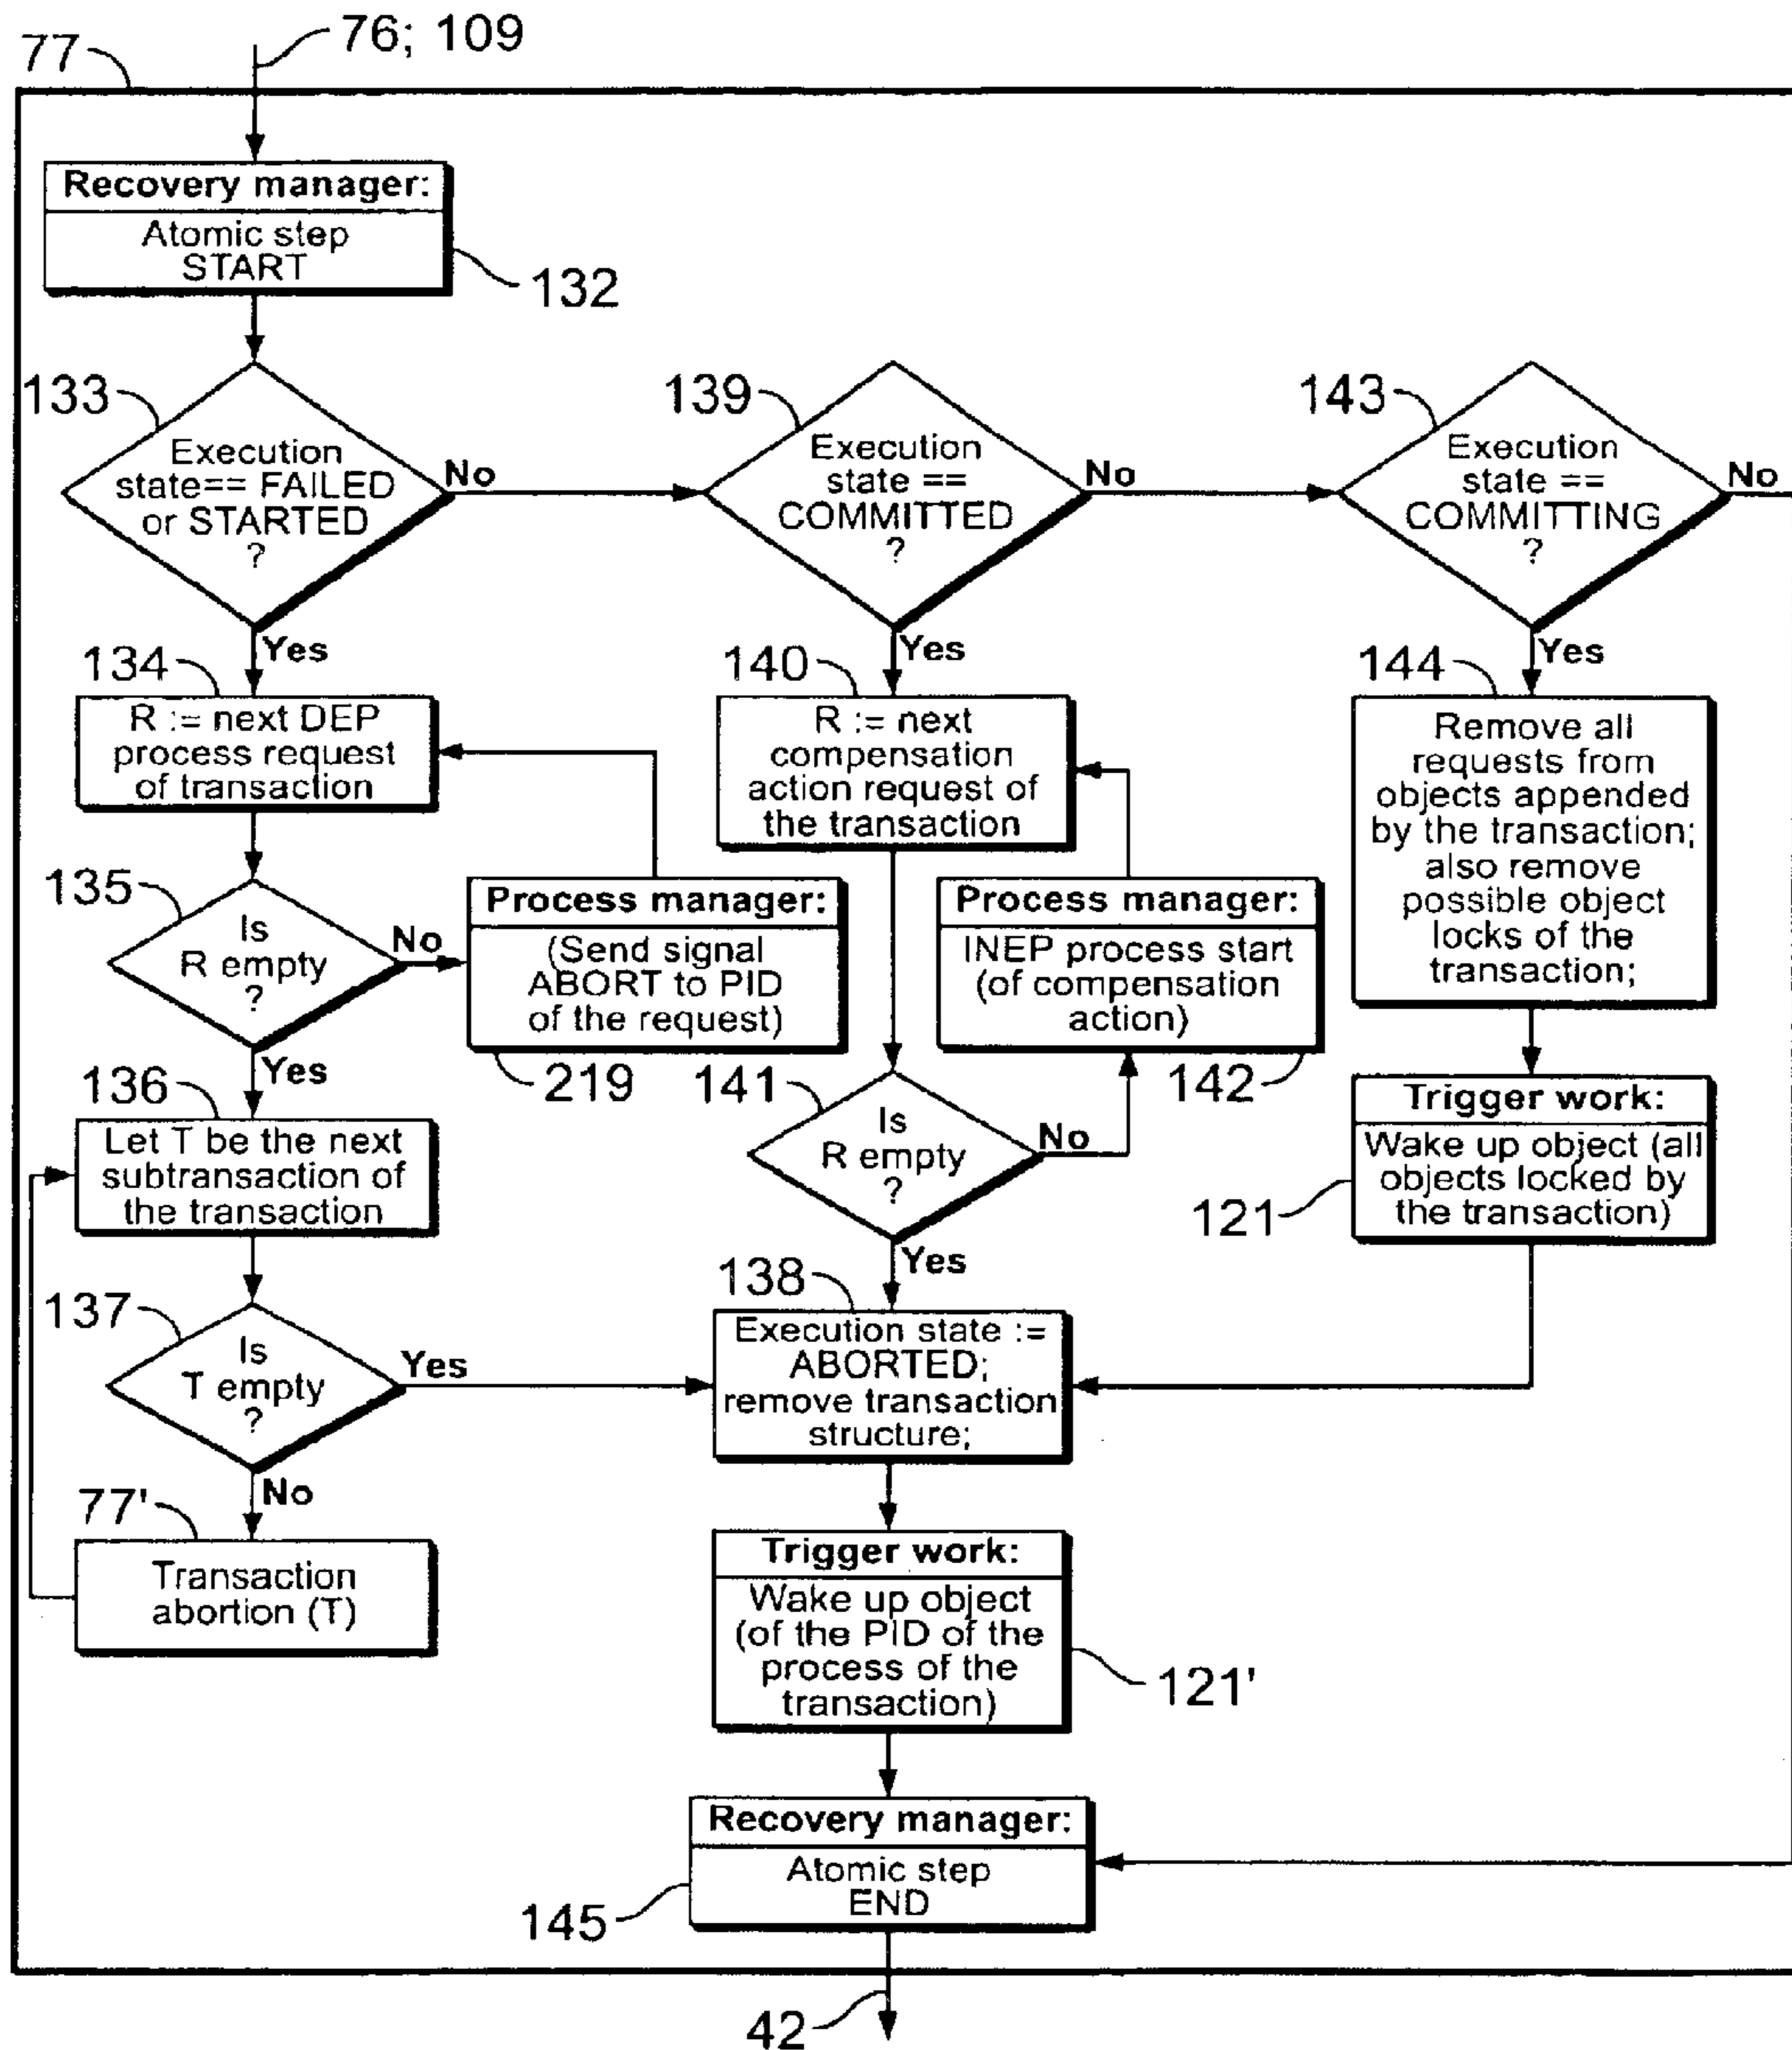 76; 109
77
Recovery manager:
Atomic step
START
132
133
Execution
state== FAILED
or STARTED
?
No
Yes
139
Execution
state ==
COMMITTED
?
No
Yes
143
Execution
state ==
COMMITTING
?
No
Yes
134
R := next DEP
process request
of transaction
140
R := next
compensation
action request of
the transaction
144
Remove all
requests from
objects appended
by the transaction;
also remove
possible object
locks of the
transaction;
135
Is
R empty
?
No
Yes
Process manager:
(Send signal
ABORT to PID
of the request)
219
Process manager:
INEP process start
(of compensation
action)
142
136
Let T be the next
subtransaction of
the transaction
141
Is
R empty
?
No
Yes
Trigger work:
Wake up object (all
objects locked by
the transaction)
121
137
Is
T empty
?
Yes
No
138
Execution state :=
ABORTED;
remove transaction
structure;
77'
Transaction
abortion (T)
Trigger work:
Wake up object
(of the PID of the
process of the
transaction)
121'
Recovery manager:
Atomic step
END
145
42